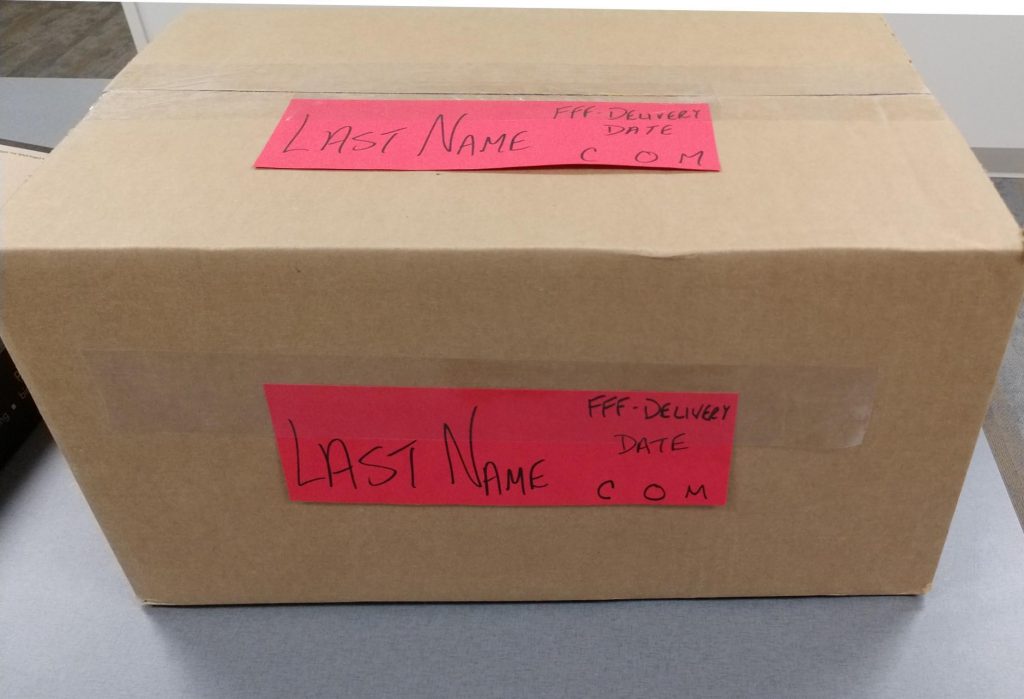 LAST NAME
FFF-DELIVERY
DATE
C O M
LAST NAME
FFF-DELIVERY
DATE
C O M